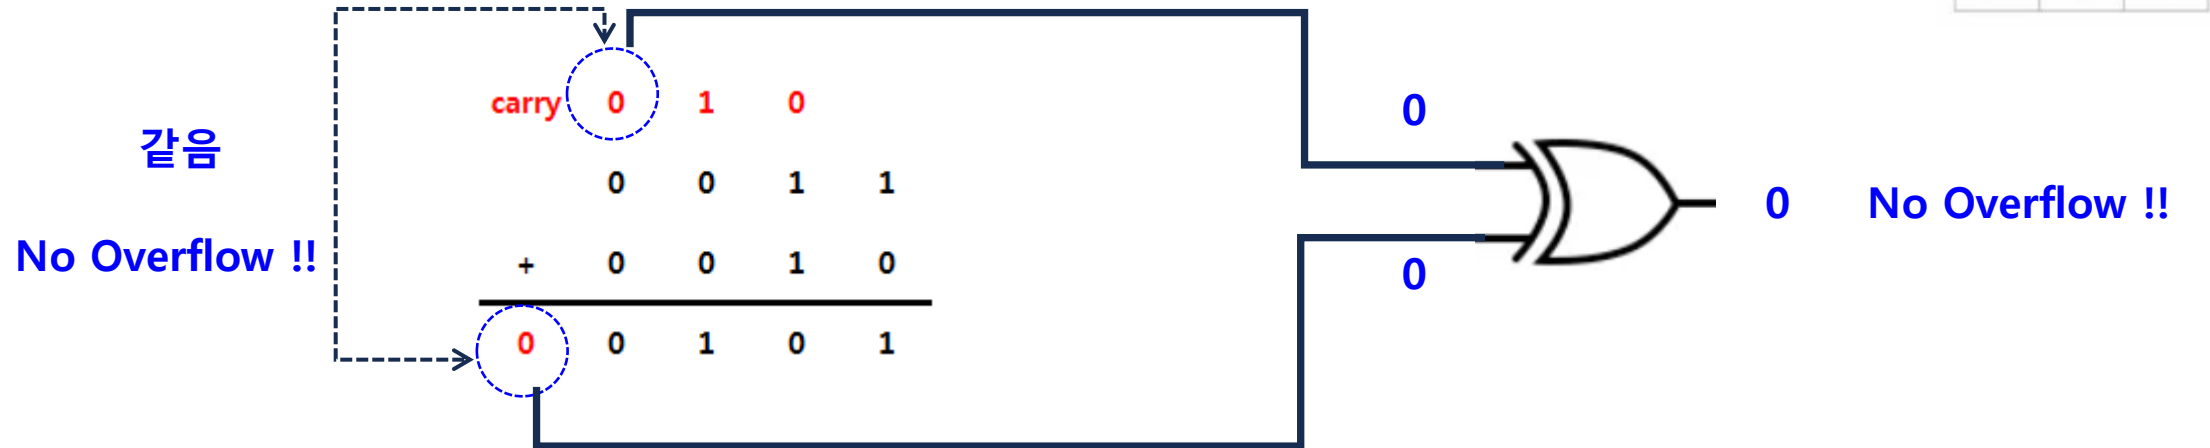 carry 0 1 0
0 0 1 1
+ 0 0 1 0
0 0 1 0 1
같음
No Overflow !!
0
0
0
No Overflow !!